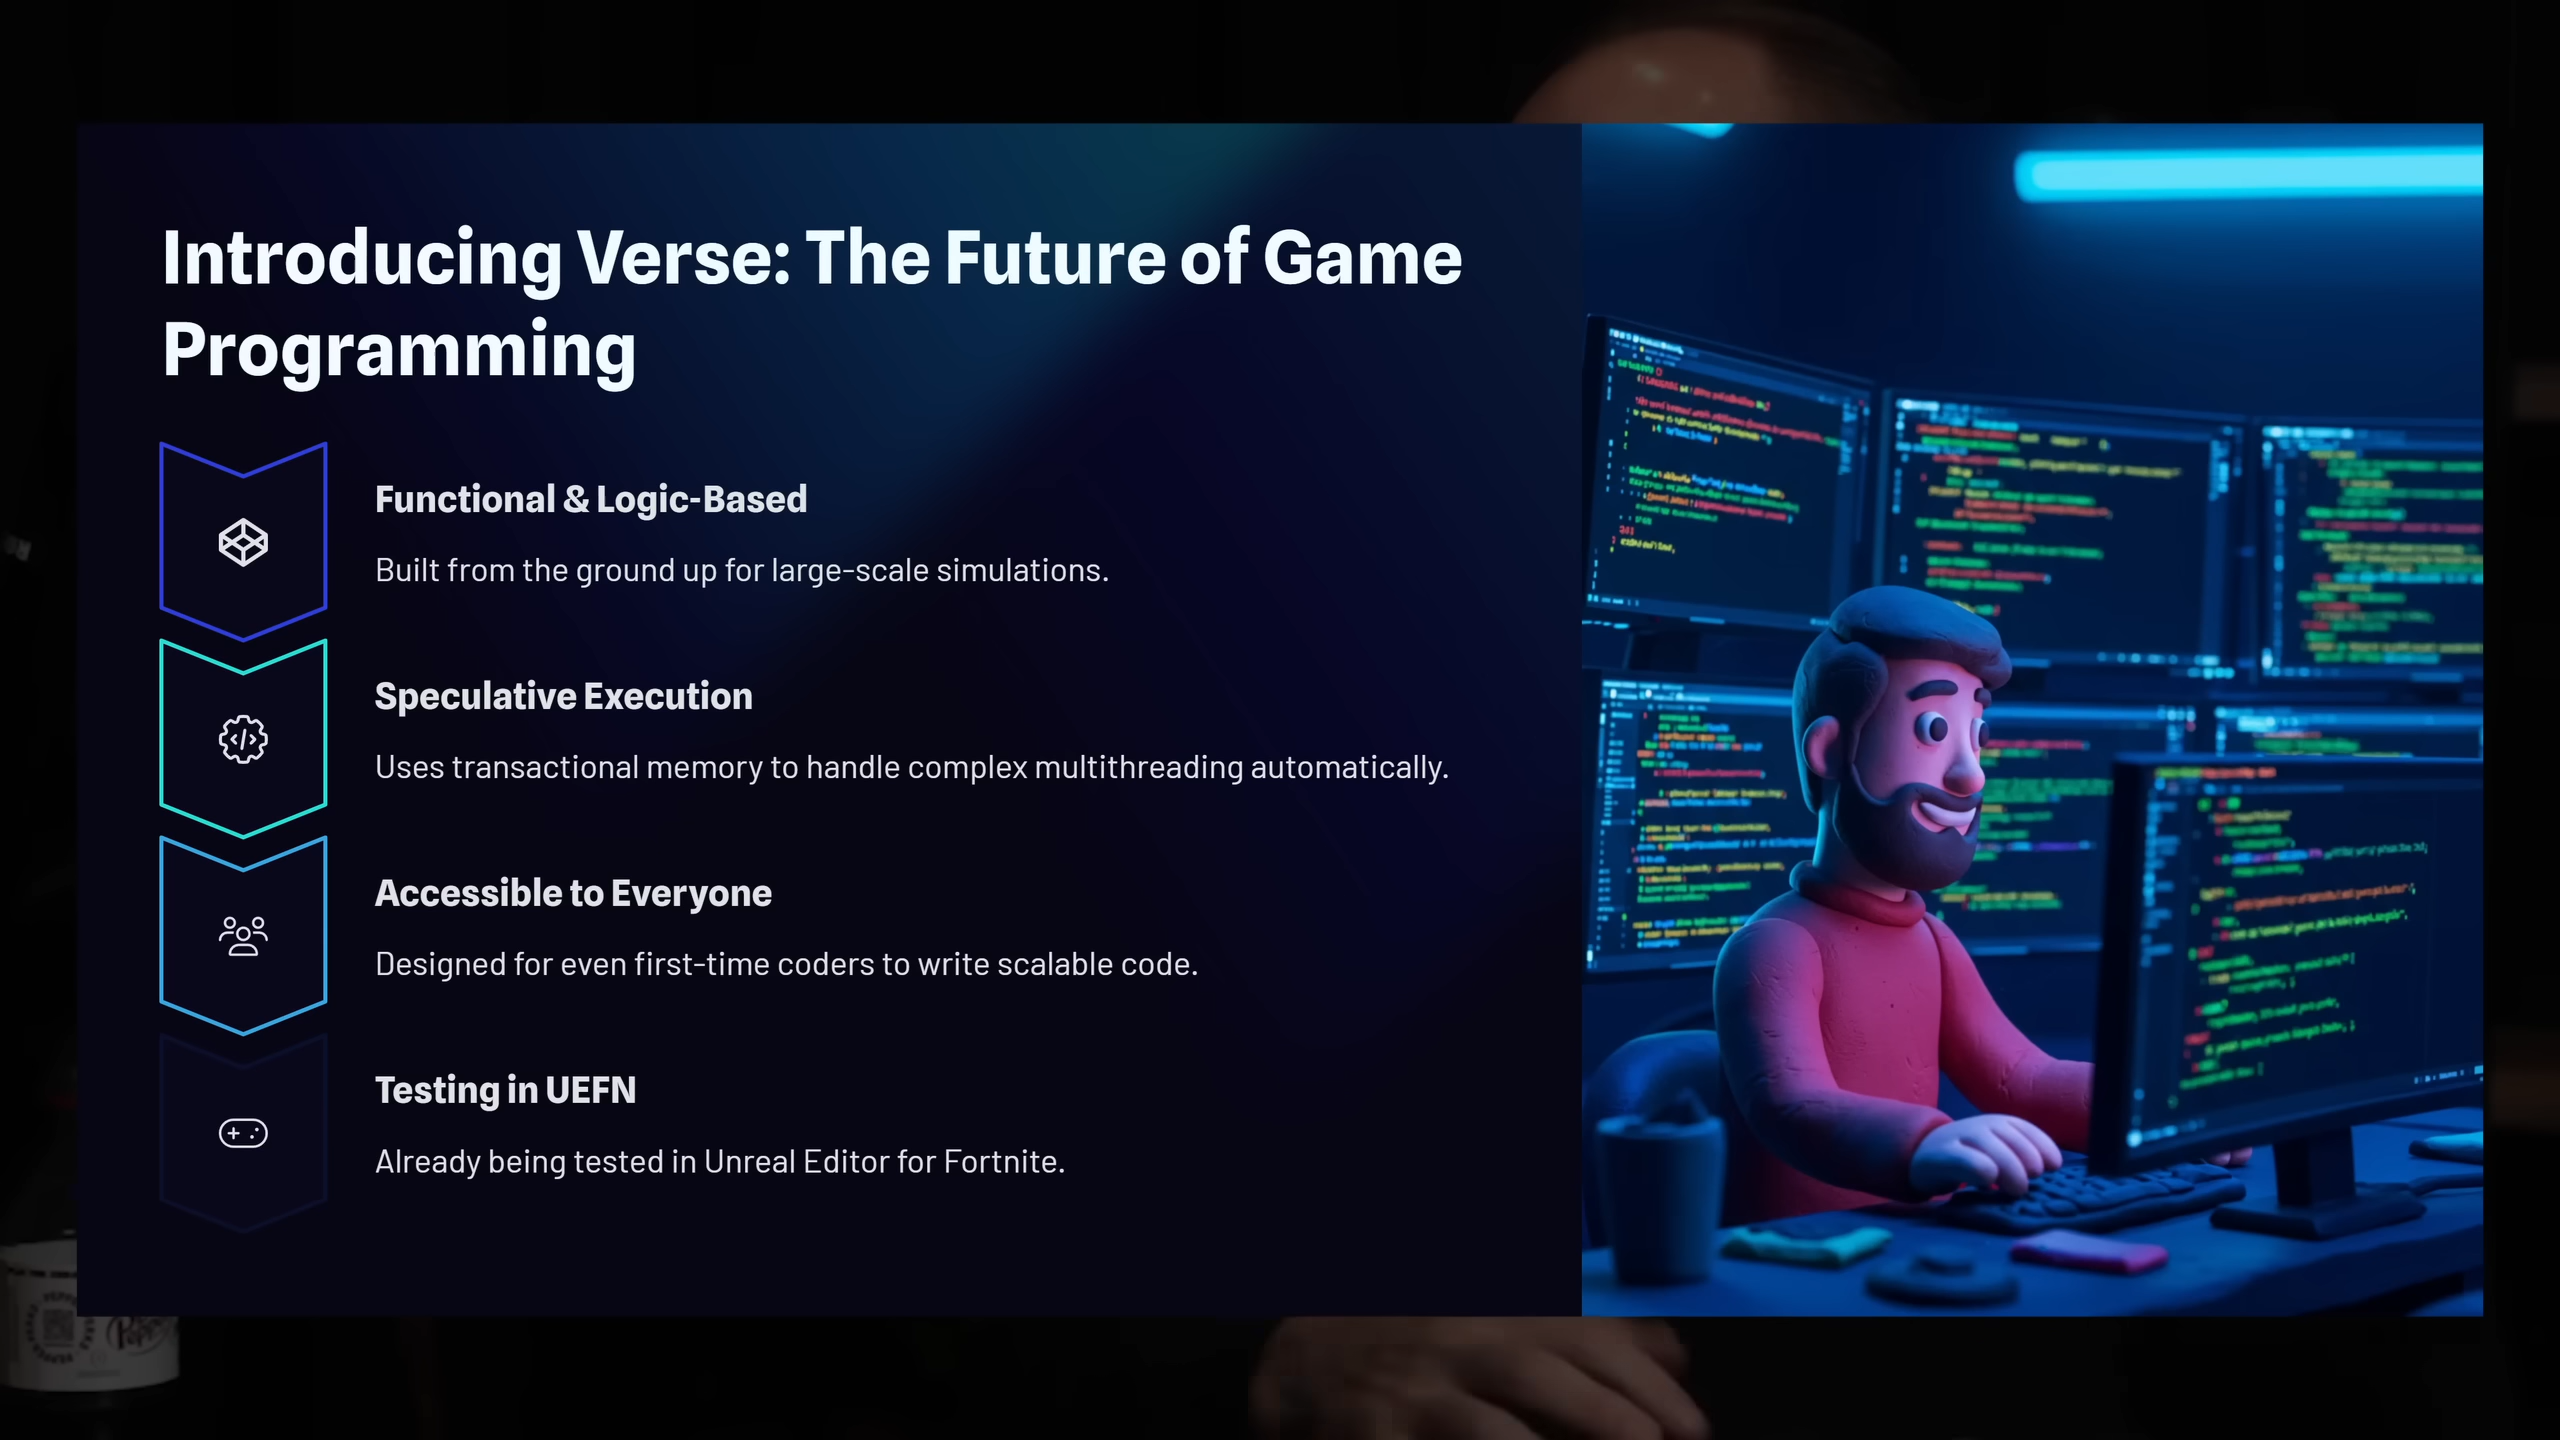 Introducing Verse: The Future of Game
Programming
Functional & Logic-Based
Built from the ground up for large-scale simulations.
Speculative Execution
Uses transactional memory to handle complex multithreading automatically.
Accessible to Everyone
Designed for even first-time coders to write scalable code.
Testing in UEFN
Already being tested in Unreal Editor for Fortnite.